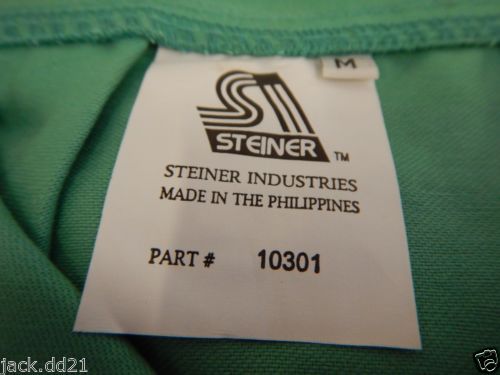 M
STEINER ™
STEINER INDUSTRIES
MADE IN THE PHILIPPINES
PART # 10301
jack.dd21